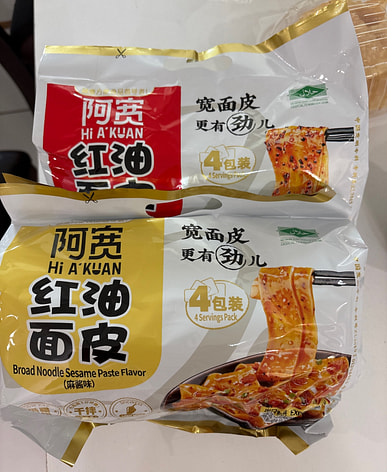 阿宽
Hi A'KUAN
红油
面皮
宽面皮
更有劲儿
4包装
4 Servings Pack
阿宽
Hi A'KUAN
红油
面皮
Broad Noodle Sesame Paste Flavor
(麻酱味)
宽面皮
更有劲儿
4包装
4 Servings Pack
干拌